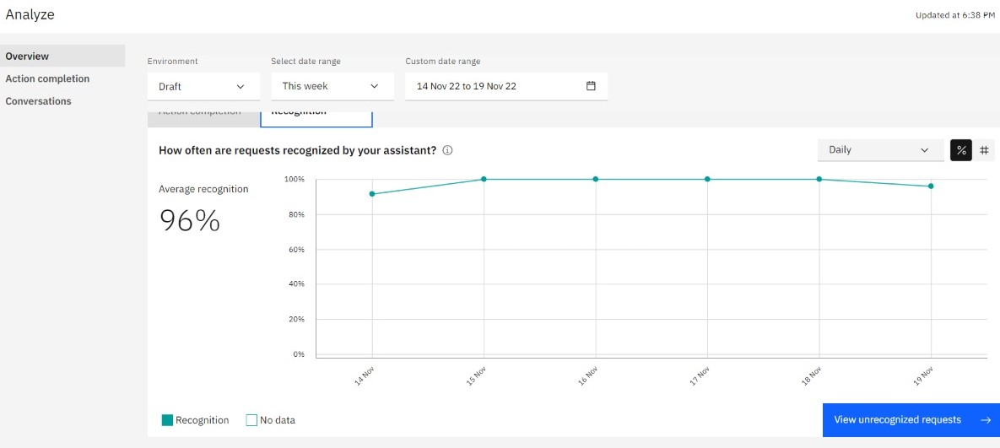 Analyze
Updated at 6:38 PM
Overview
Action completion
Conversations
Environment
Select date range
Custom date range
Draft
This week
14 Nov 22 to 19 Nov 22
Action completion
Recognition
How often are requests recognized by your assistant?
Daily
%
#
Average recognition
96%
100%
80%
60%
40%
20%
0%
14 Nov
15 Nov
16 Nov
17 Nov
18 Nov
19 Nov
Recognition
No data
View unrecognized requests